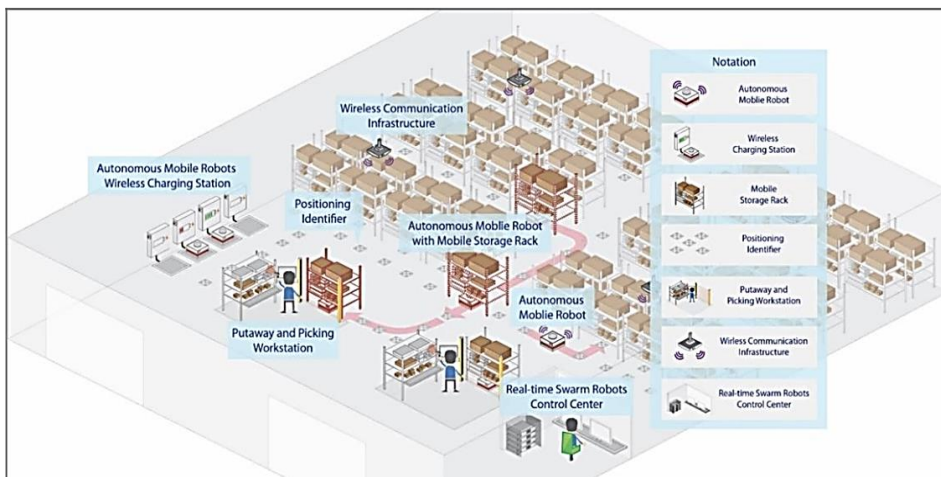 Wireless Communication
Infrastructure
Autonomous Mobile Robots
Wireless Charging Station
Positioning
Identifier
Autonomous Moblie Robot
with Mobile Storage Rack
Autonomous
Moblie Robot
Putaway and Picking
Workstation
Real-time Swarm Robots
Control Center
Notation
Autonomous
Moblie Robot
Wireless
Charging Station
Mobile
Storage Rack
Positioning
Identifier
Putaway and
Picking Workstation
Wirless Communication
Infrastructure
Real-time Swarm Robots
Control Center